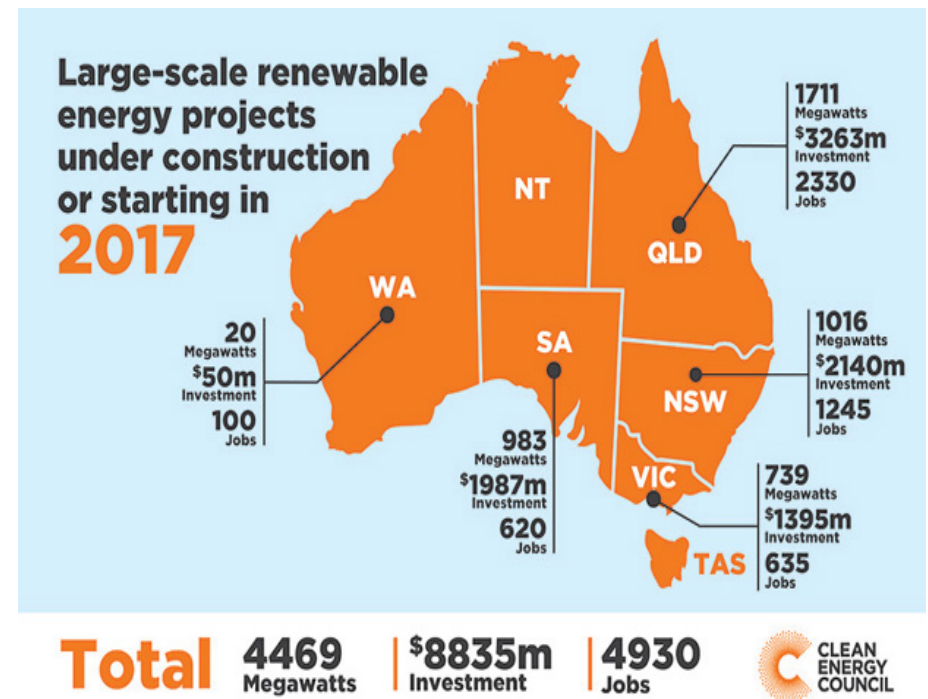 Large-scale renewable
energy projects
under construction
or starting in
2017
NT
QLD
WA
SA
NSW
VIC
TAS
1711
Megawatts
$3263m
Investment
2330
Jobs
20
Megawatts
$50m
Investment
100
Jobs
1016
Megawatts
$2140m
Investment
1245
Jobs
983
Megawatts
$1987m
Investment
620
Jobs
739
Megawatts
$1395m
Investment
635
Jobs
Total
4469
Megawatts
$8835m
Investment
4930
Jobs
CLEAN
ENERGY
COUNCIL